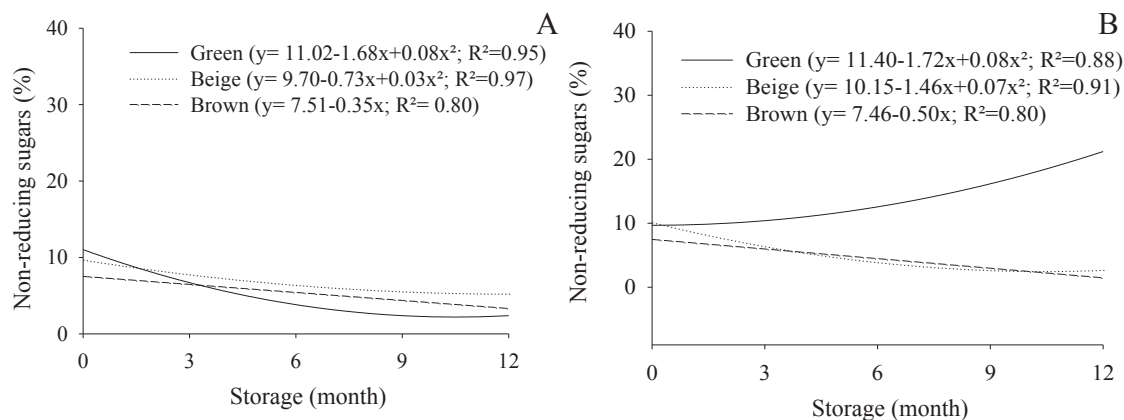 A
Green (y= 11.02-1.68x+0.08x²; R²=0.95)
Beige (y= 9.70-0.73x+0.03x²; R²=0.97)
Brown (y= 7.51-0.35x; R²= 0.80)
Non-reducing sugars (%)
40
30
20
10
0
0 3 6 9 12
Storage (month)
B
Green (y= 11.40-1.72x+0.08x²; R²=0.88)
Beige (y= 10.15-1.46x+0.07x²; R²=0.91)
Brown (y= 7.46-0.50x; R²=0.80)
Non-reducing sugars (%)
40
30
20
10
0
0 3 6 9 12
Storage (month)